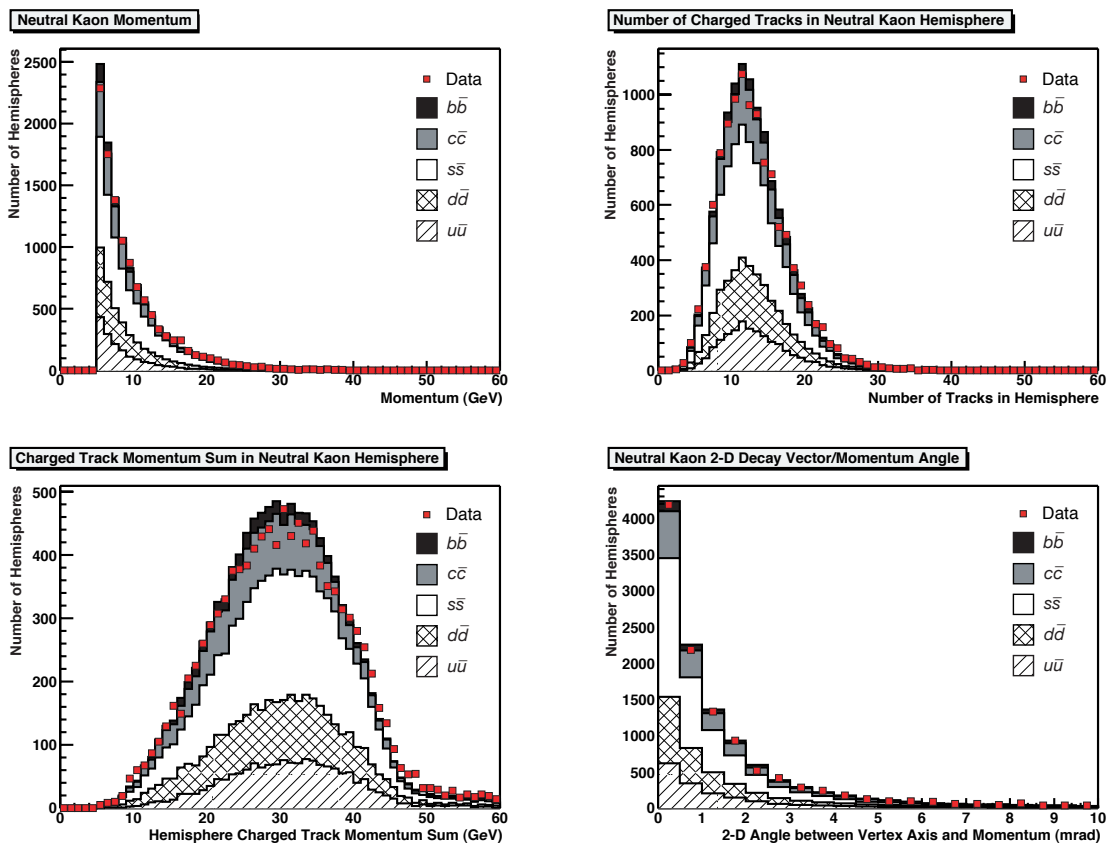 Neutral Kaon Momentum
Number of Hemispheres
2500
2000
1500
1000
500
0
0 10 20 30 40 50 60
Momentum (GeV)
Data
bb̄
cc̄
ss̄
dd̄
uū
Number of Charged Tracks in Neutral Kaon Hemisphere
Number of Hemispheres
1000
800
600
400
200
0
0 10 20 30 40 50 60
Number of Tracks in Hemisphere
Data
bb̄
cc̄
ss̄
dd̄
uū
Charged Track Momentum Sum in Neutral Kaon Hemisphere
Number of Hemispheres
500
400
300
200
100
0
0 10 20 30 40 50 60
Hemisphere Charged Track Momentum Sum (GeV)
Data
bb̄
cc̄
ss̄
dd̄
uū
Neutral Kaon 2-D Decay Vector/Momentum Angle
Number of Hemispheres
4000
3500
3000
2500
2000
1500
1000
500
0
0 1 2 3 4 5 6 7 8 9 10
2-D Angle between Vertex Axis and Momentum (mrad)
Data
bb̄
cc̄
ss̄
dd̄
uū